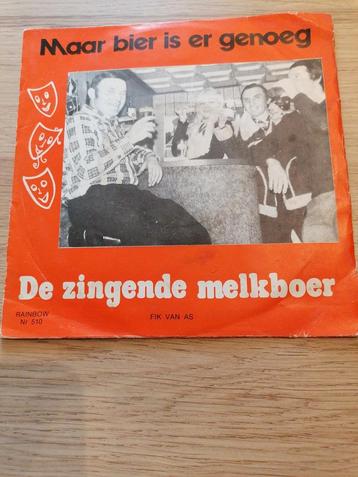 Maar bier is er genoeg
De zingende melkboer
RAINBOW
Nr 510
FIK VAN AS